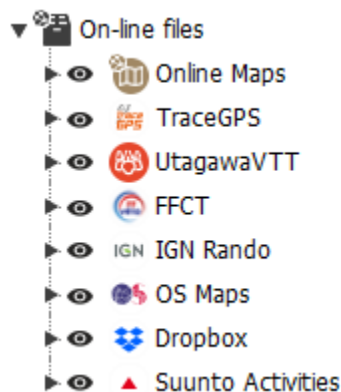 On-line files
Online Maps
TraceGPS
UtagawaVTT
FFCT
IGN IGN Rando
OS Maps
Dropbox
Suunto Activities